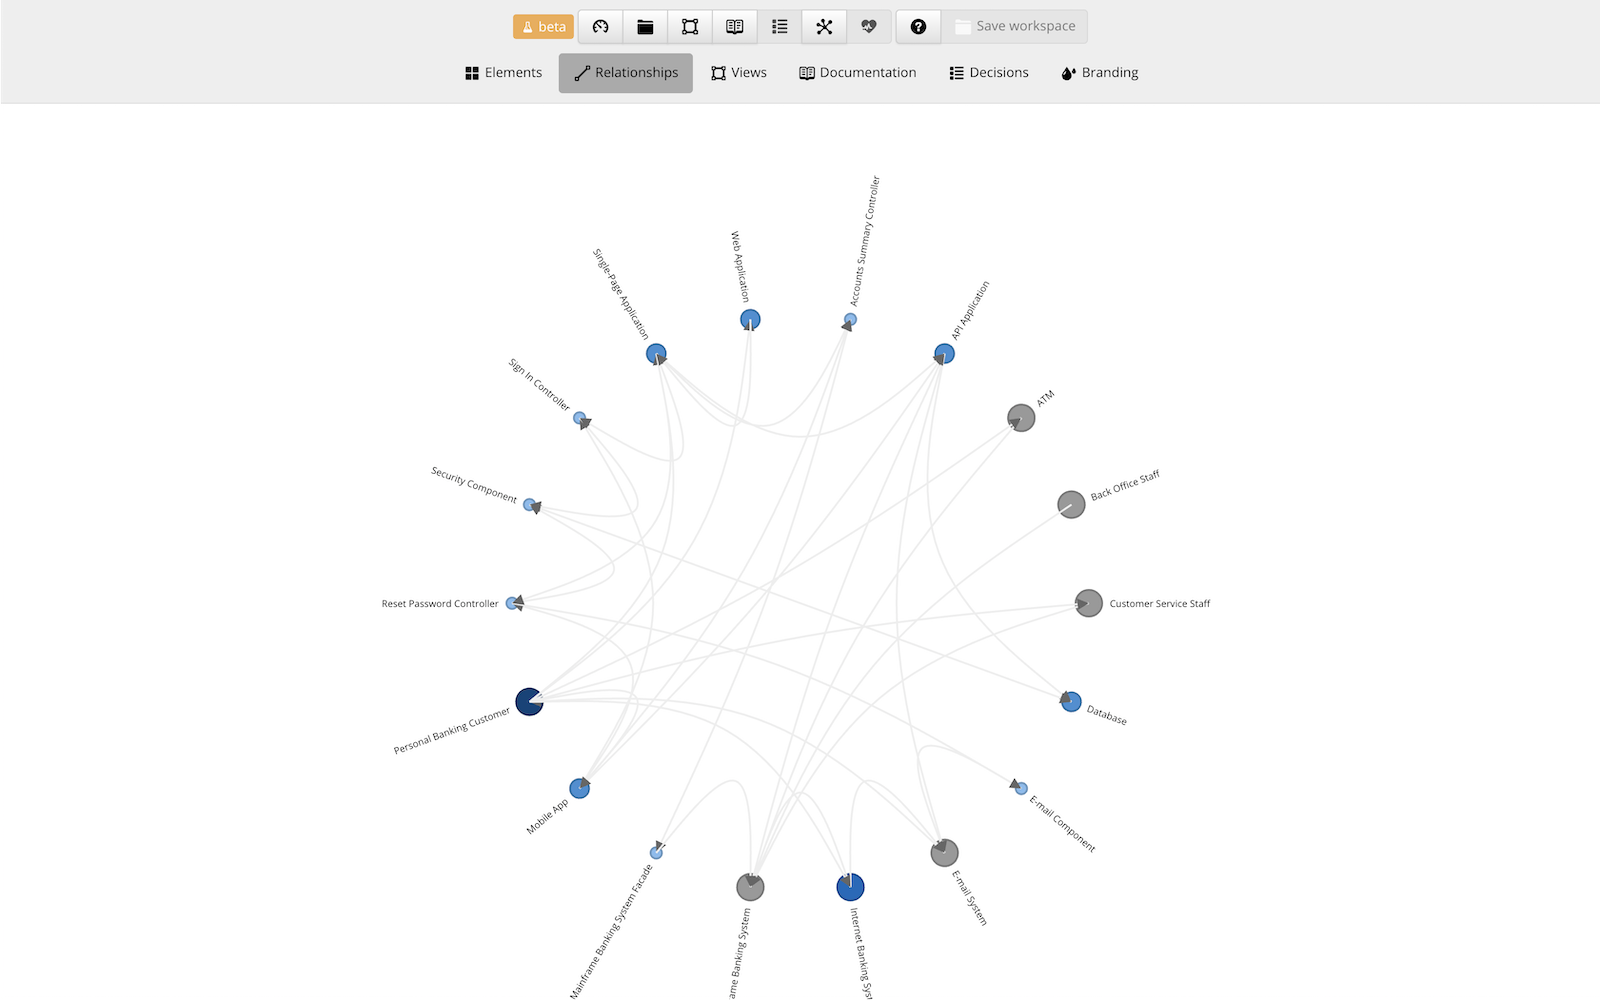 beta
Save workspace
Elements
Relationships
Views
Documentation
Decisions
Branding
Accounts Summary Controller
Web Application
Single-Page Application
API Application
Sign In Controller
ATM
Security Component
Back Office Staff
Reset Password Controller
Customer Service Staff
Personal Banking Customer
Database
Mobile App
E-mail Component
Mainframe Banking System Facade
ame Banking System
Internet Banking Sys
E-mail System